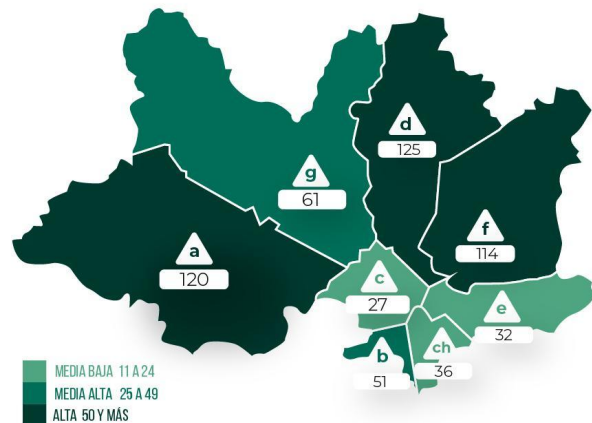 d
125
g
61
f
114
a
120
c
27
e
32
ch
36
b
51
MEDIA BAJA 11 A 24
MEDIA ALTA 25 A 49
ALTA 50 Y MÁS